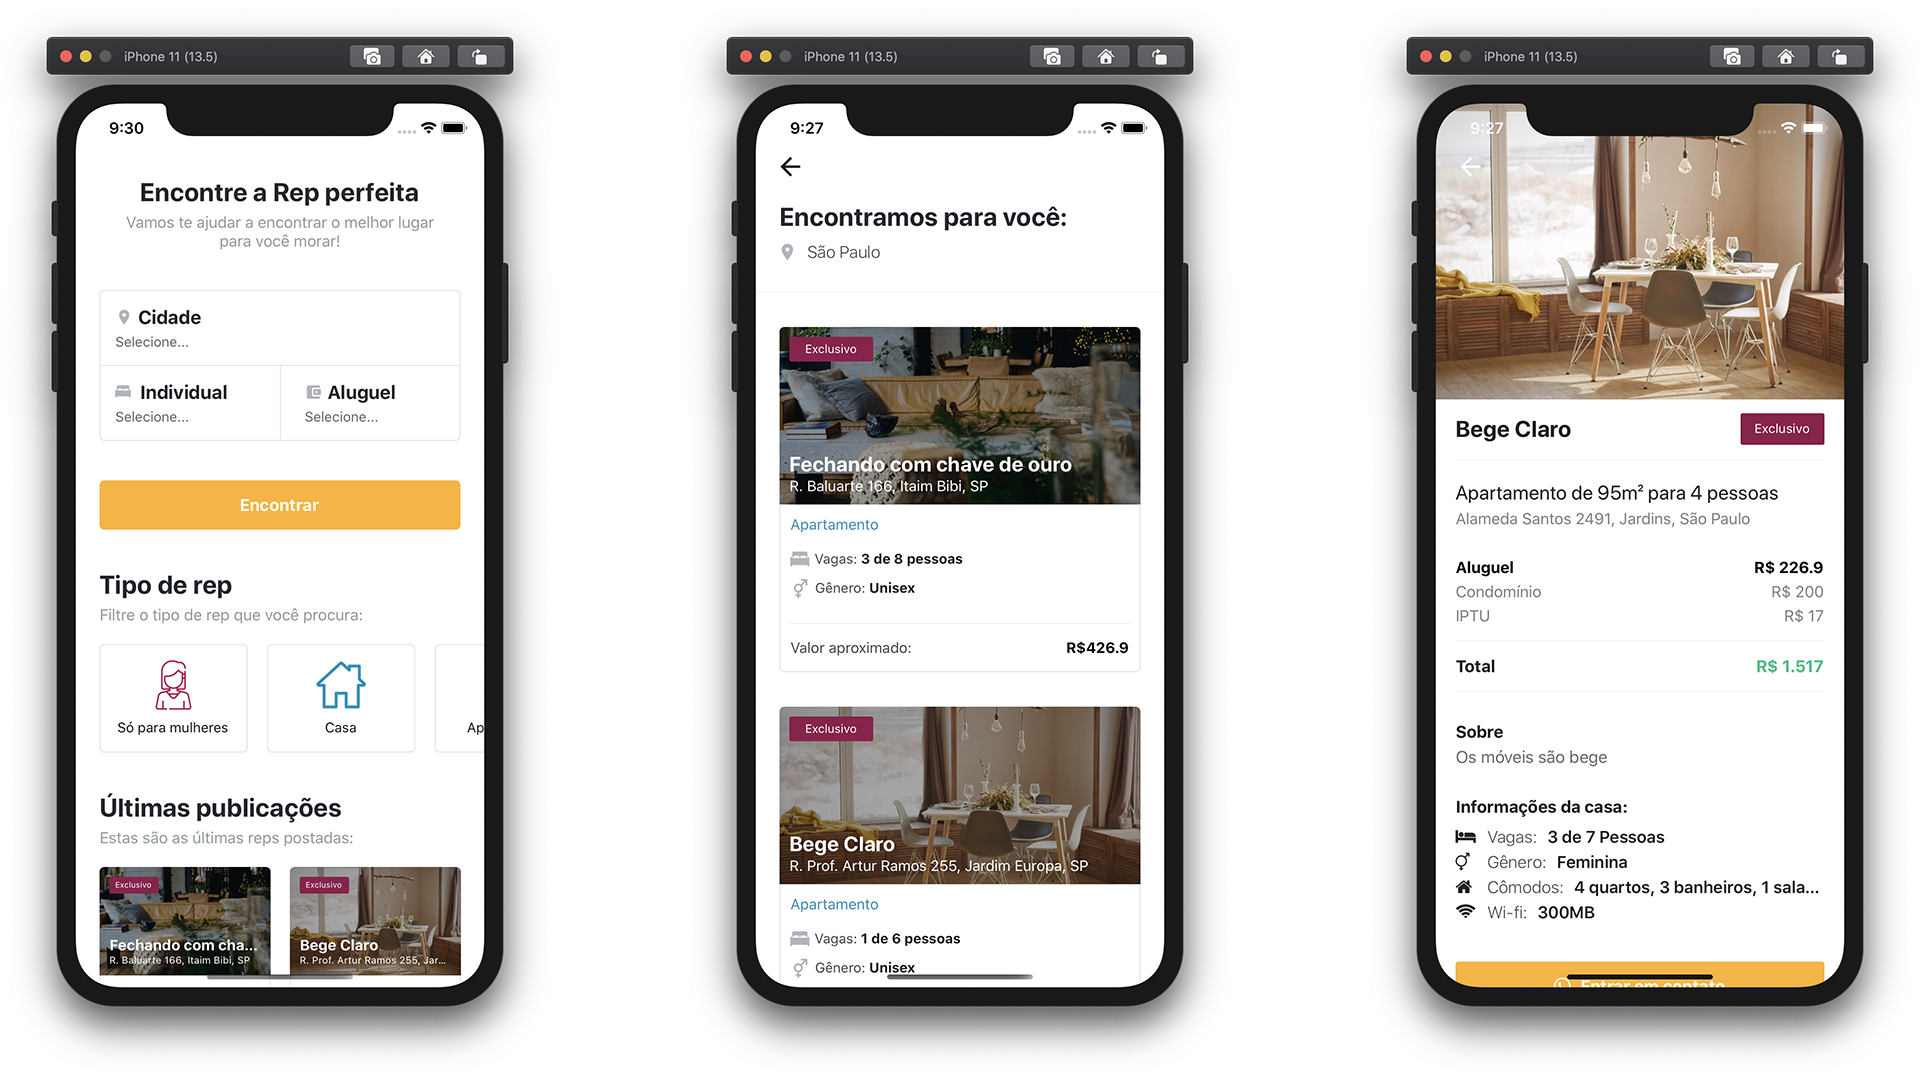 iPhone 11 (13.5)
9:30
Encontre a Rep perfeita
Vamos te ajudar a encontrar o melhor lugar
para você morar!
Cidade
Selecione...
Individual
Selecione...
Aluguel
Selecione...
Encontrar
Tipo de rep
Filtre o tipo de rep que você procura:
Só para mulheres
Casa
Ap
Últimas publicações
Estas são as últimas reps postadas:
Exclusivo
Fechando com cha...
R. Baluarte 166, Itaim Bibi, SP
Exclusivo
Bege Claro
R. Prof. Artur Ramos 255, Jar...
iPhone 11 (13.5)
9:27
Encontramos para você:
São Paulo
Exclusivo
Fechando com chave de ouro
R. Baluarte 166, Itaim Bibi, SP
Apartamento
Vagas: 3 de 8 pessoas
Gênero: Unisex
Valor aproximado: R$426.9
Exclusivo
Bege Claro
R. Prof. Artur Ramos 255, Jardim Europa, SP
Apartamento
Vagas: 1 de 6 pessoas
Gênero: Unisex
iPhone 11 (13.5)
9:27
Bege Claro
Exclusivo
Apartamento de 95m² para 4 pessoas
Alameda Santos 2491, Jardins, São Paulo
Aluguel R$ 226.9
Condomínio R$ 200
IPTU R$ 17
Total R$ 1.517
Sobre
Os móveis são bege
Informações da casa:
Vagas: 3 de 7 Pessoas
Gênero: Feminina
Cômodos: 4 quartos, 3 banheiros, 1 sala...
Wi-fi: 300MB
Entrar em contato